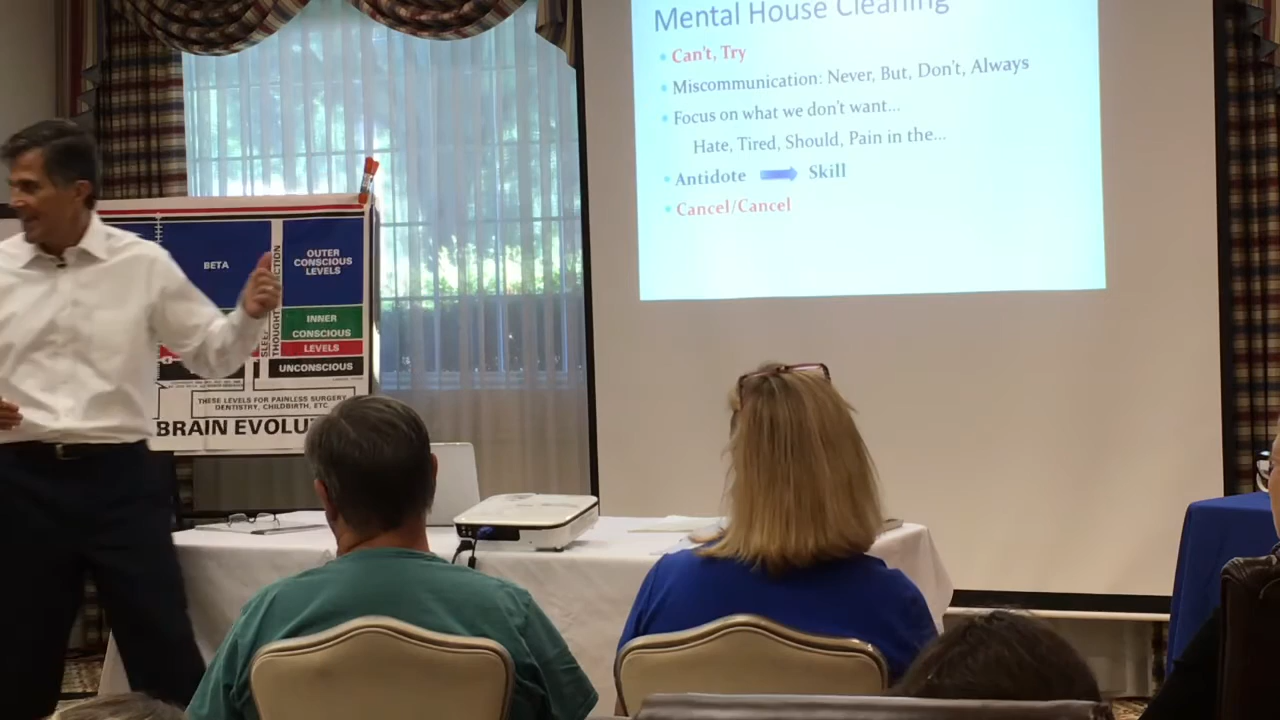 Mental House Cleaning
Can't, Try
Miscommunication: Never, But, Don't, Always
Focus on what we don't want...
Hate, Tired, Should, Pain in the...
Antidote Skill
Cancel/Cancel
BETA
OUTER
CONSCIOUS
LEVELS
INNER
CONSCIOUS
LEVELS
UNCONSCIOUS
THESE LEVELS FOR PAINLESS SURGERY
DENTISTRY, CHILDBIRTH, ETC.
BRAIN EVOLU